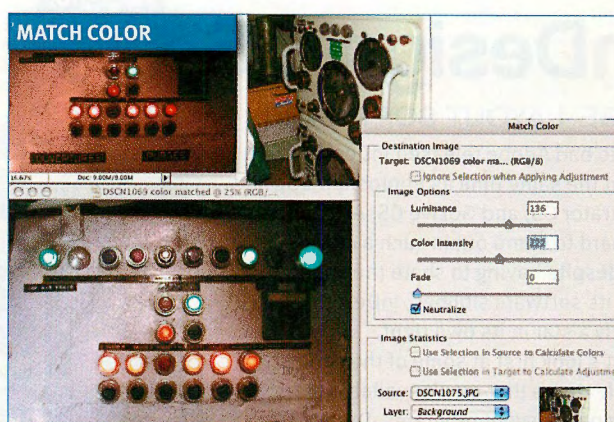 MATCH COLOR
OUVERTURES
16.67%
Doc: 9.00M/9.00M
DSCN1069 color matched @ 25% (RGB/...
Match Color
Destination Image
Target: DSCN1069 color ma... (RGB/8)
Ignore Selection when Applying Adjustment
Image Options
Luminance 136
Color Intensity
Fade 0
Neutralize
Image Statistics
Use Selection in Source to Calculate Colors
Use Selection in Target to Calculate Adjustme
Source: DSCN1075.JPG
Layer: Background